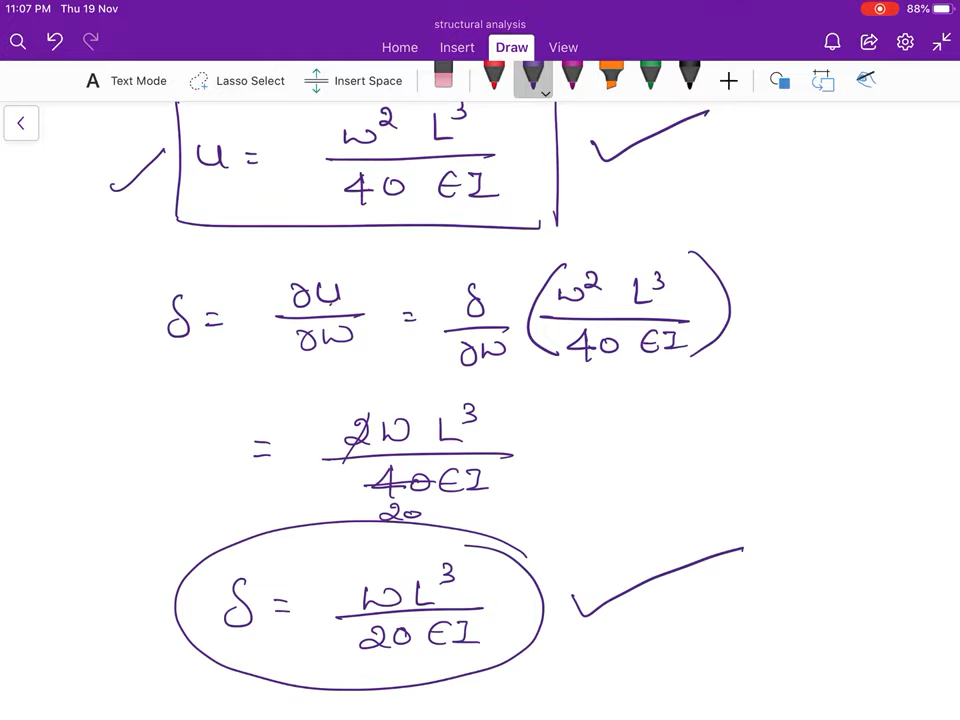 11:07 PM Thu 19 Nov
88%
structural analysis
Home Insert Draw View
A Text Mode Lasso Select Insert Space
u = w² L³ / 40 EI
δ = ∂U / ∂W = δ / ∂W (w² L³ / 40 EI)
= 2W L³ / 40 EI
20
δ = WL³ / 20 EI